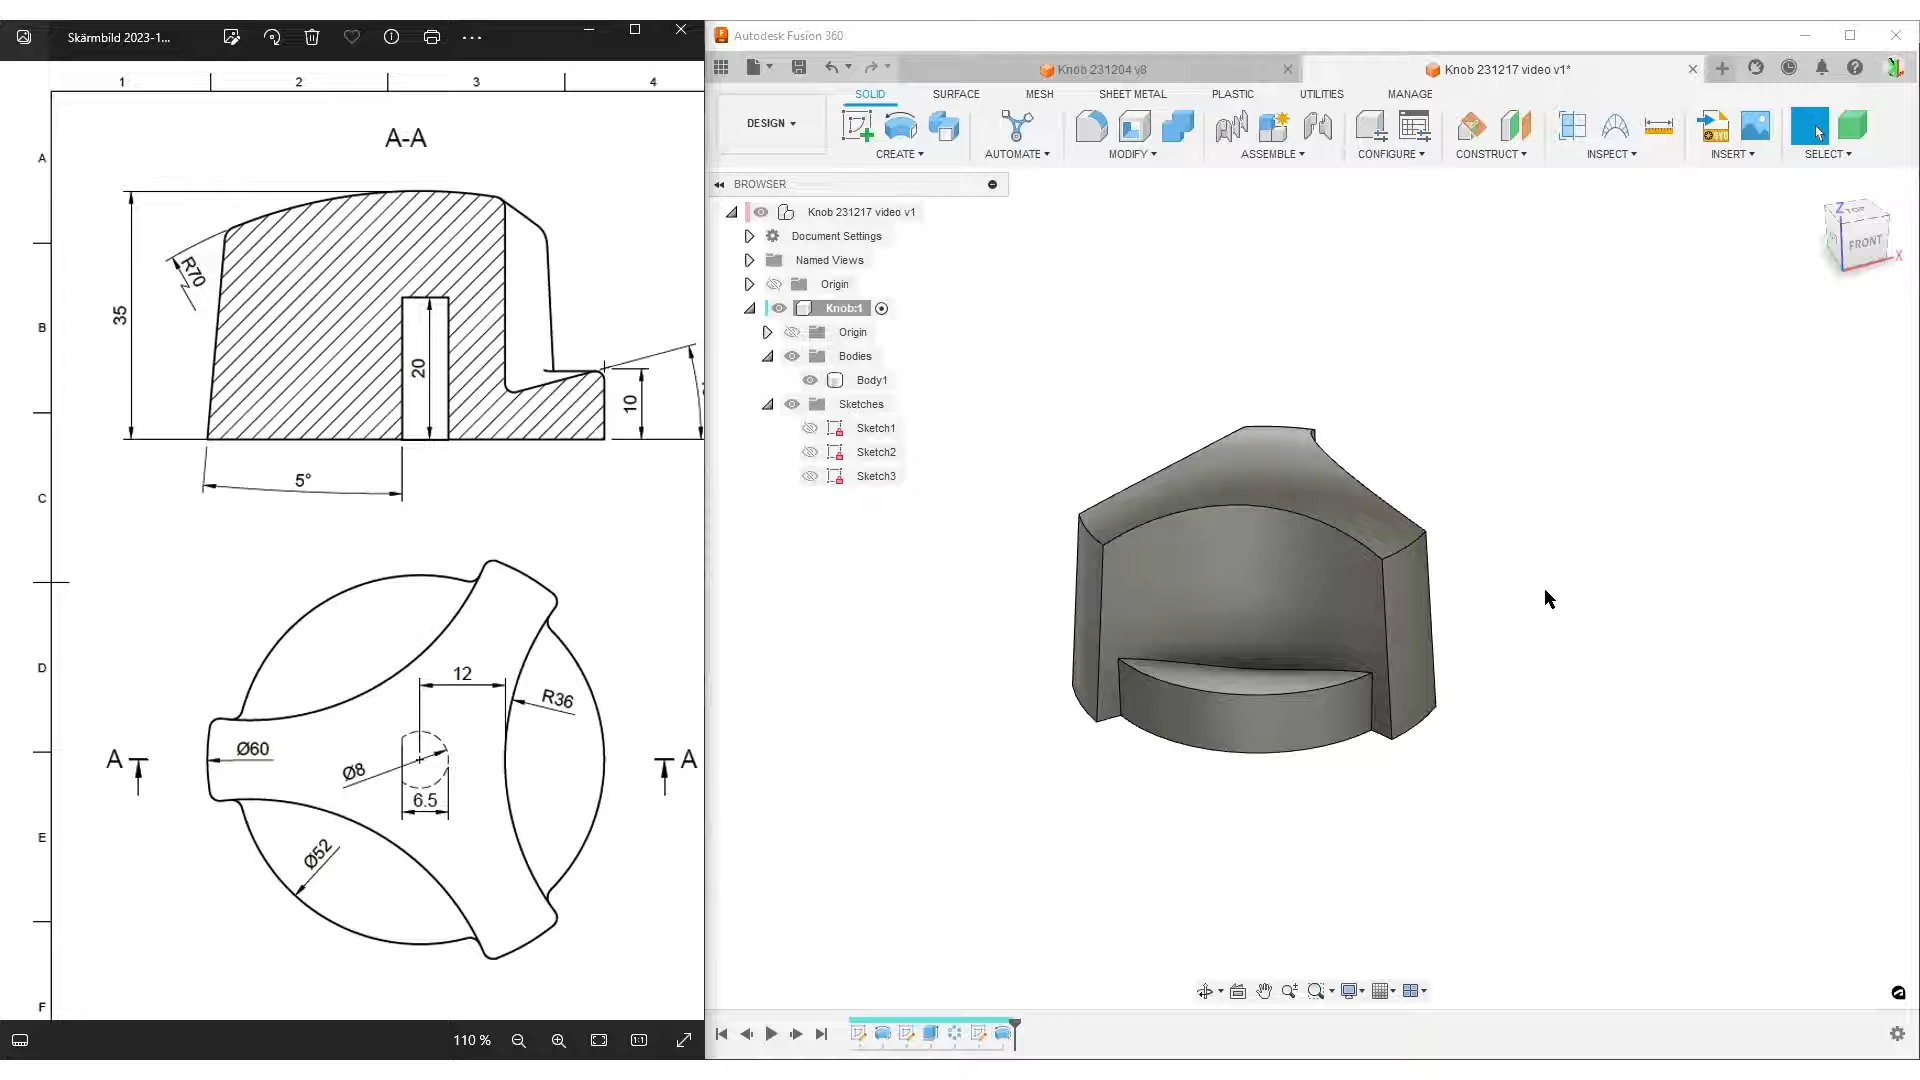 Skärmbild 2023-1...
Autodesk Fusion 360
Knob 231204 v8
Knob 231217 video v1*
SOLID SURFACE MESH SHEET METAL PLASTIC UTILITIES MANAGE
DESIGN
CREATE AUTOMATE MODIFY ASSEMBLE CONFIGURE CONSTRUCT INSPECT INSERT SELECT
BROWSER
Knob 231217 video v1
Document Settings
Named Views
Origin
Knob:1
Origin
Bodies
Body1
Sketches
Sketch1
Sketch2
Sketch3
TOP
FRONT
Z
X
1 2 3 4
A
B
C
D
E
F
A-A
R70
35
20
10
5°
12
R36
Ø60
Ø8
6.5
Ø52
A
A
110 %
1:1